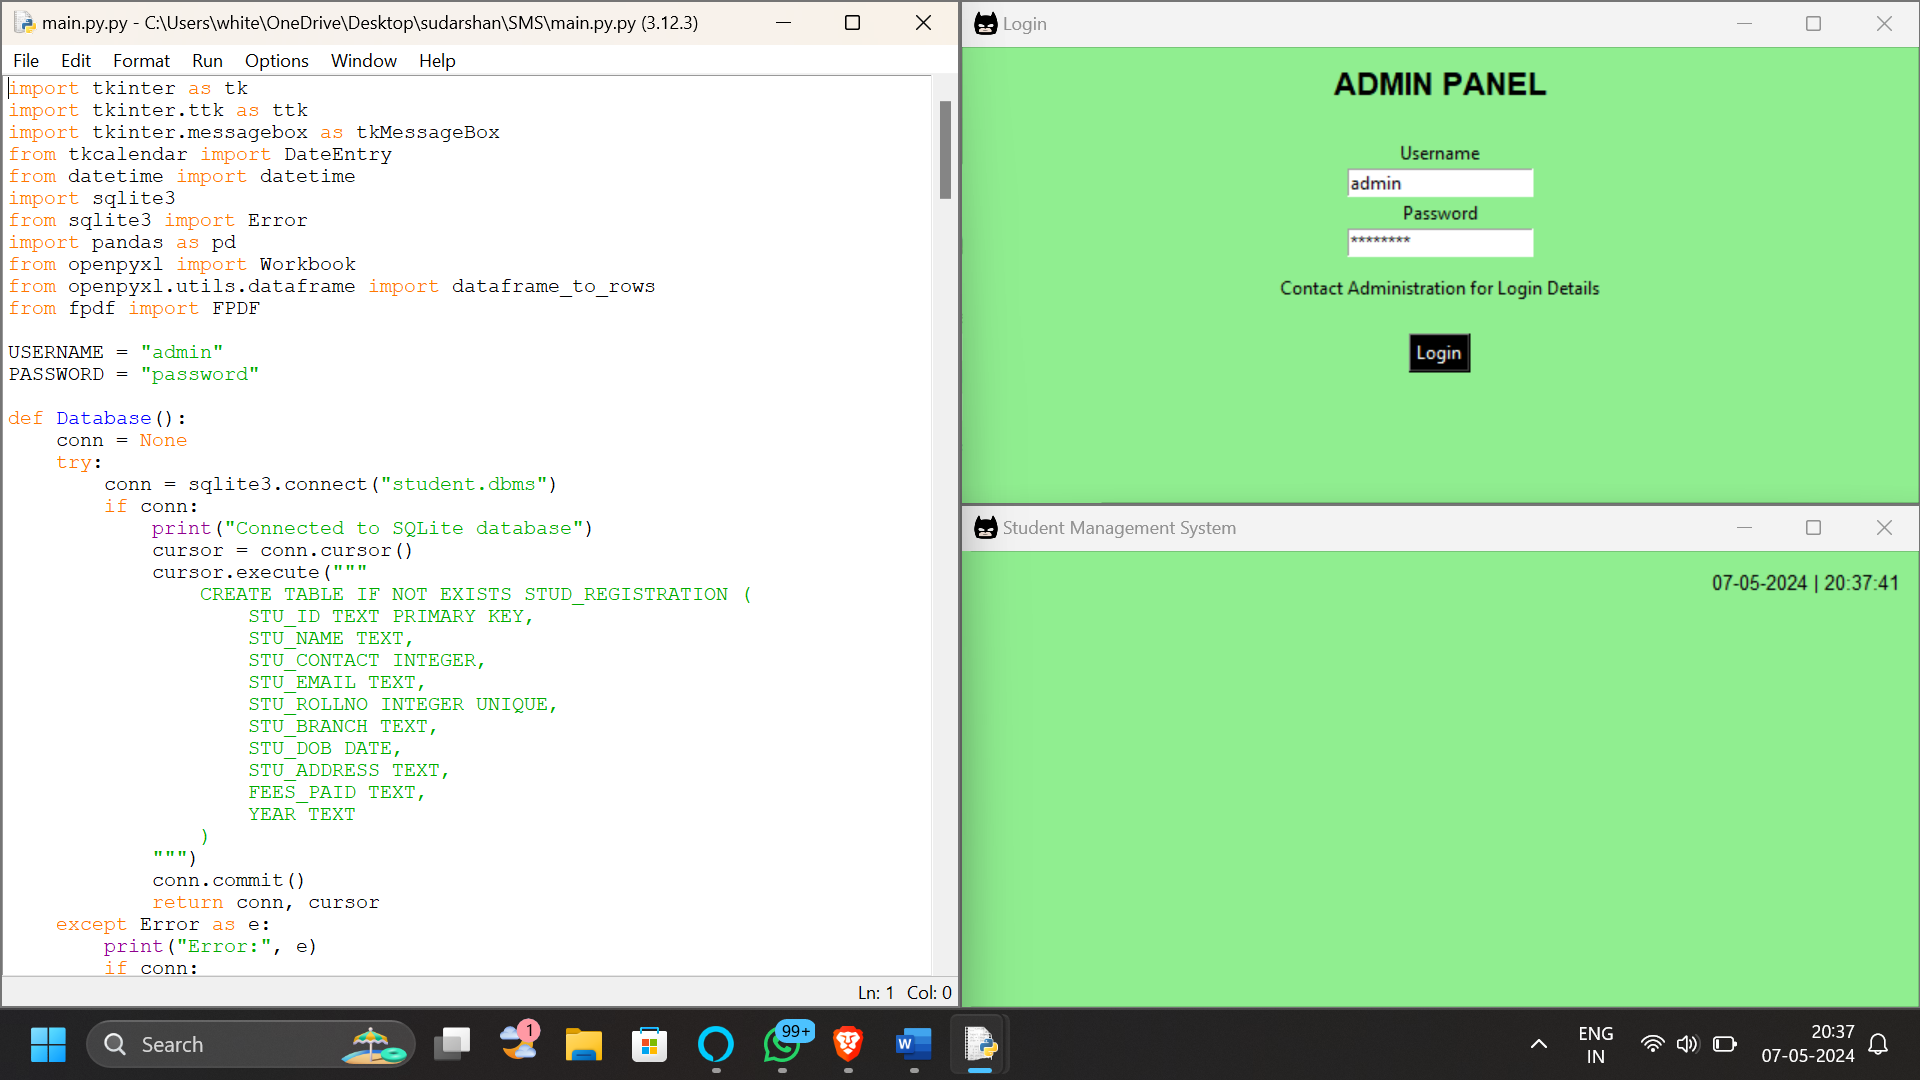 main.py.py - C:\Users\white\OneDrive\Desktop\sudarshan\SMS\main.py.py (3.12.3)
File Edit Format Run Options Window Help
import tkinter as tk
import tkinter.ttk as ttk
import tkinter.messagebox as tkMessageBox
from tkcalendar import DateEntry
from datetime import datetime
import sqlite3
from sqlite3 import Error
import pandas as pd
from openpyxl import Workbook
from openpyxl.utils.dataframe import dataframe_to_rows
from fpdf import FPDF
USERNAME = "admin"
PASSWORD = "password"
def Database():
    conn = None
    try:
        conn = sqlite3.connect("student.dbms")
        if conn:
            print("Connected to SQLite database")
            cursor = conn.cursor()
            cursor.execute("""
                CREATE TABLE IF NOT EXISTS STUD_REGISTRATION (
                    STU_ID TEXT PRIMARY KEY,
                    STU_NAME TEXT,
                    STU_CONTACT INTEGER,
                    STU_EMAIL TEXT,
                    STU_ROLLNO INTEGER UNIQUE,
                    STU_BRANCH TEXT,
                    STU_DOB DATE,
                    STU_ADDRESS TEXT,
                    FEES_PAID TEXT,
                    YEAR TEXT
                )
            """)
            conn.commit()
            return conn, cursor
    except Error as e:
        print("Error:", e)
        if conn:
Ln: 1 Col: 0
Login
ADMIN PANEL
Username
admin
Password
********
Contact Administration for Login Details
Login
Student Management System
07-05-2024 | 20:37:41
Search
1
99+
W
ENG
IN
20:37
07-05-2024